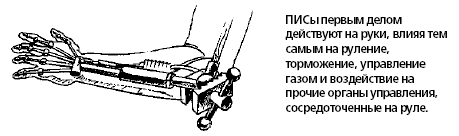 ПИСы первым делом
действуют на руки, влияя тем
самым на руление,
торможение, управление
газом и воздействие на
прочие органы управления,
сосредоточенные на руле.